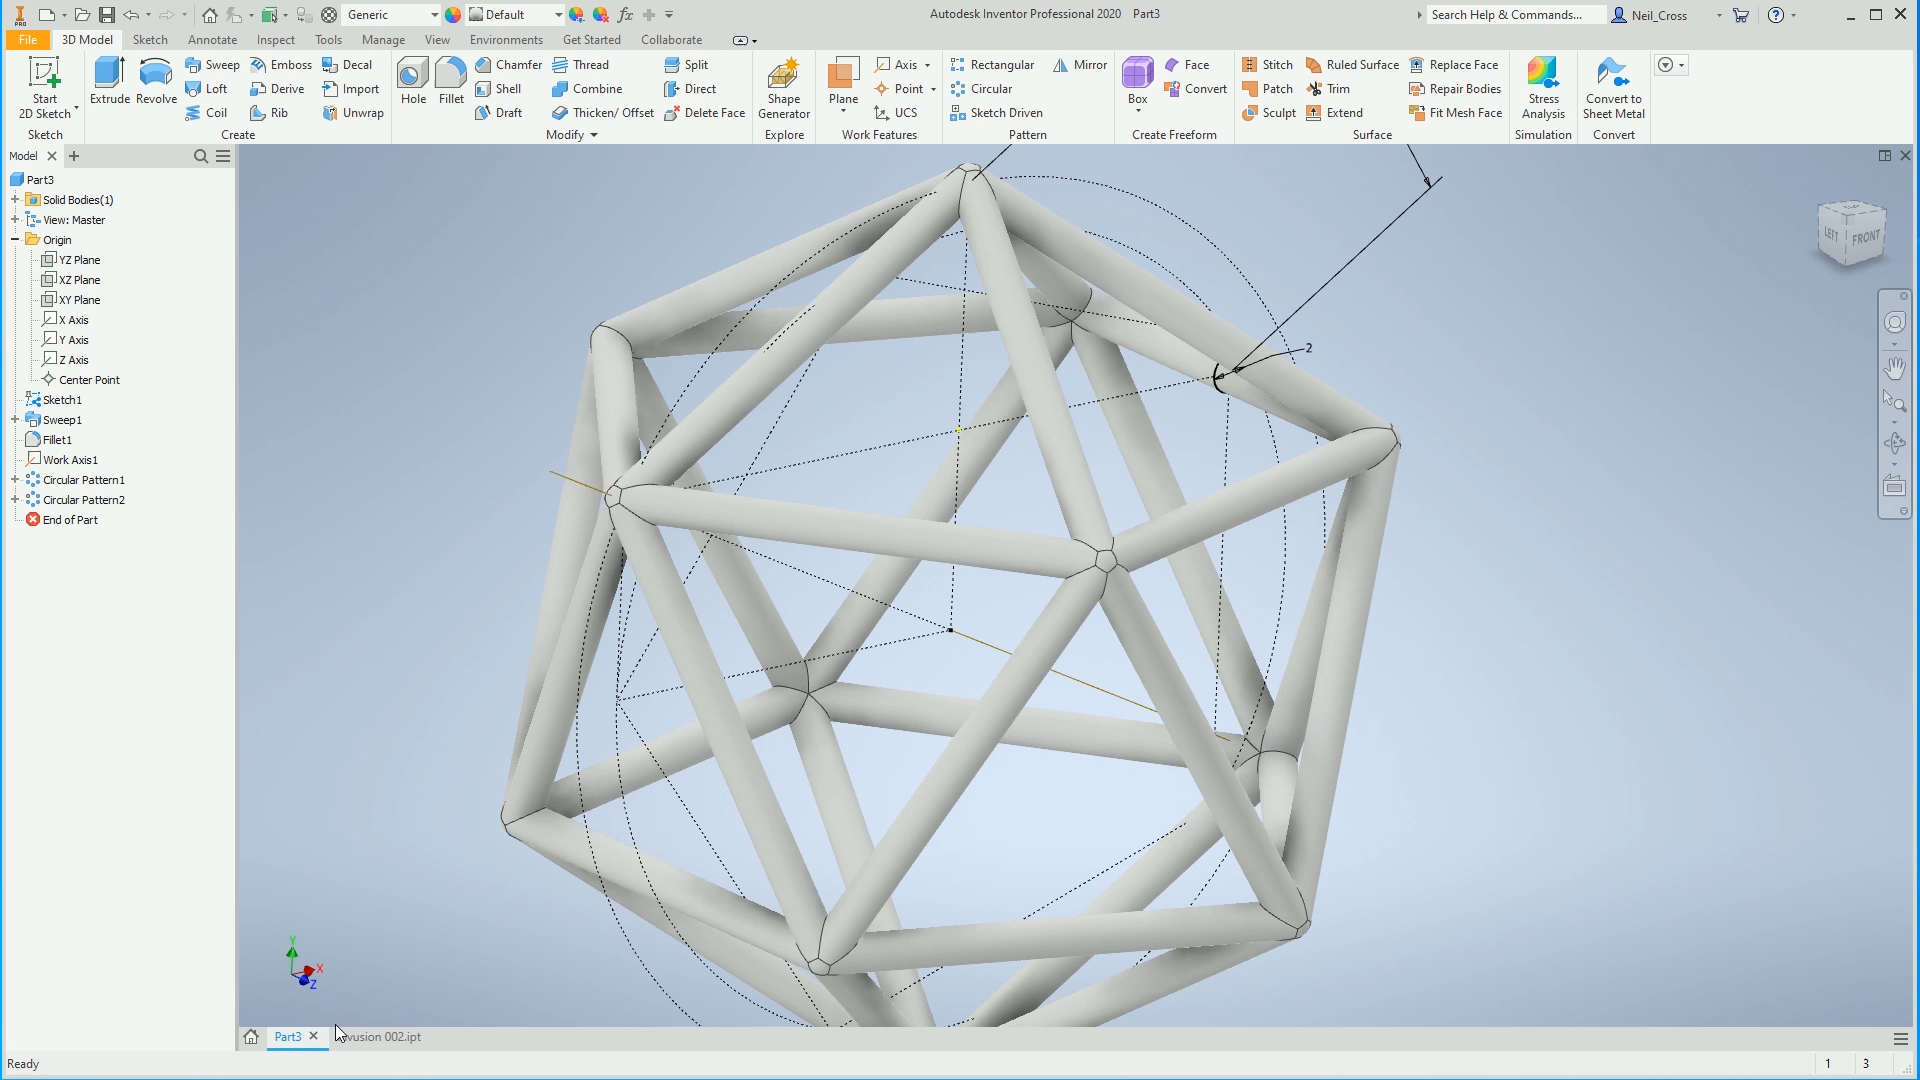 PRO
Generic
Default
fx
Autodesk Inventor Professional 2020 Part3
Search Help & Commands...
Neil_Cross
File
3D Model
Sketch
Annotate
Inspect
Tools
Manage
View
Environments
Get Started
Collaborate
Start
2D Sketch
Sketch
Extrude
Revolve
Sweep
Loft
Coil
Emboss
Derive
Rib
Decal
Import
Unwrap
Create
Hole
Fillet
Chamfer
Shell
Draft
Thread
Combine
Thicken/ Offset
Split
Direct
Delete Face
Modify
Shape
Generator
Explore
Plane
Axis
Point
UCS
Work Features
Rectangular
Circular
Sketch Driven
Mirror
Pattern
Box
Face
Convert
Create Freeform
Stitch
Patch
Sculpt
Ruled Surface
Trim
Extend
Replace Face
Repair Bodies
Fit Mesh Face
Surface
Stress
Analysis
Simulation
Convert to
Sheet Metal
Convert
Model
Part3
Solid Bodies(1)
View: Master
Origin
YZ Plane
XZ Plane
XY Plane
X Axis
Y Axis
Z Axis
Center Point
Sketch1
Sweep1
Fillet1
Work Axis1
Circular Pattern1
Circular Pattern2
End of Part
2
LEFT
FRONT
Y
X
Z
Part3
vusion 002.ipt
Ready
1
3